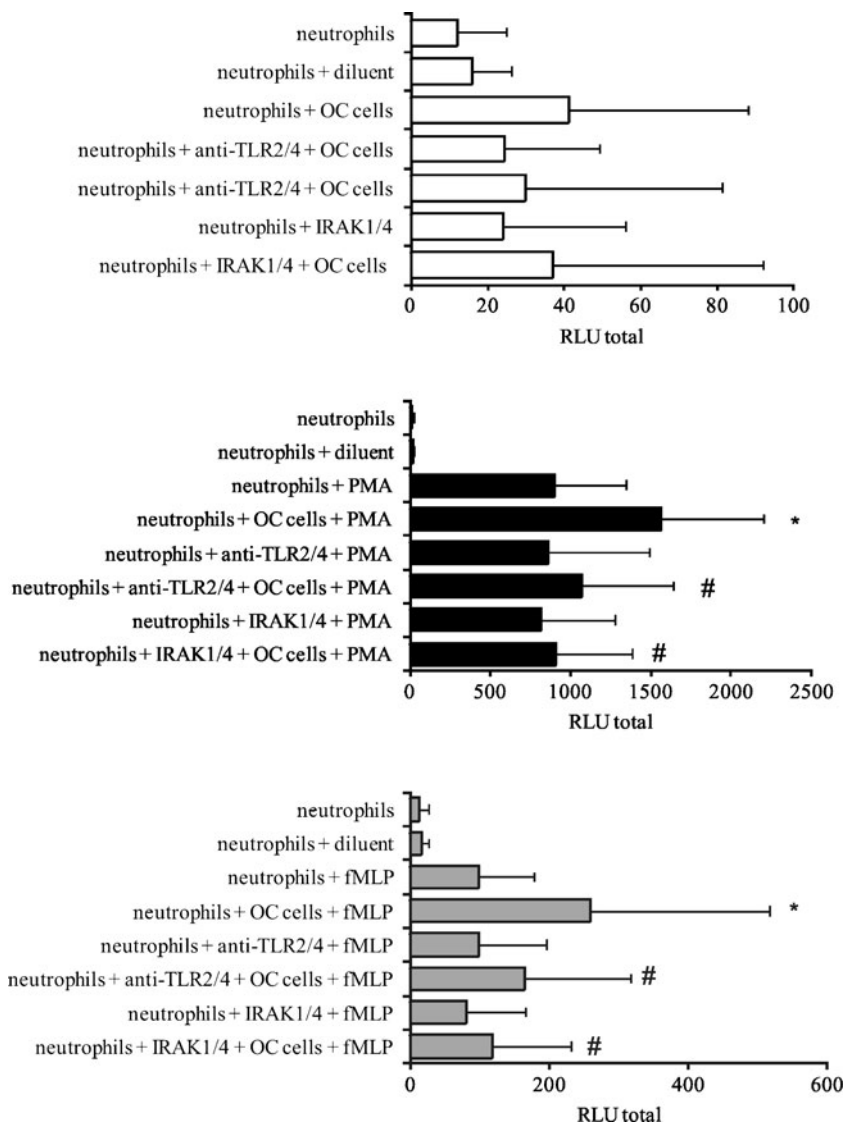 neutrophils
neutrophils + diluent
neutrophils + OC cells
neutrophils + anti-TLR2/4 + OC cells
neutrophils + anti-TLR2/4 + OC cells
neutrophils + IRAK1/4
neutrophils + IRAK1/4 + OC cells
0 20 40 60 80 100
RLU total
neutrophils
neutrophils + diluent
neutrophils + PMA
neutrophils + OC cells + PMA *
neutrophils + anti-TLR2/4 + PMA
neutrophils + anti-TLR2/4 + OC cells + PMA #
neutrophils + IRAK1/4 + PMA
neutrophils + IRAK1/4 + OC cells + PMA #
0 500 1000 1500 2000 2500
RLU total
neutrophils
neutrophils + diluent
neutrophils + fMLP
neutrophils + OC cells + fMLP *
neutrophils + anti-TLR2/4 + fMLP
neutrophils + anti-TLR2/4 + OC cells + fMLP #
neutrophils + IRAK1/4 + fMLP
neutrophils + IRAK1/4 + OC cells + fMLP #
0 200 400 600
RLU total